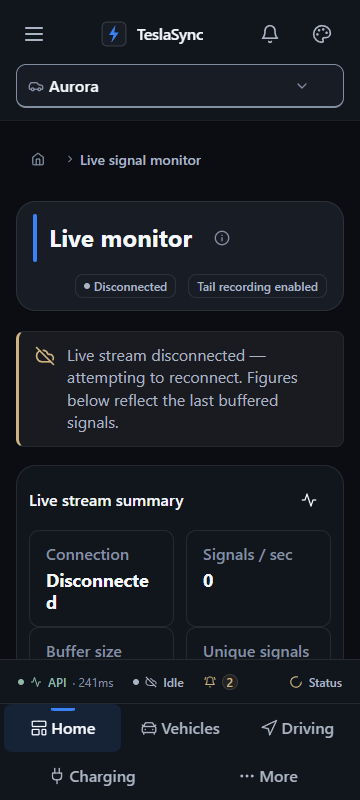 TeslaSync
Aurora
Live signal monitor
Live monitor
Disconnected
Tail recording enabled
Live stream disconnected —
attempting to reconnect. Figures
below reflect the last buffered
signals.
Live stream summary
Connection
Disconnecte
d
Signals / sec
0
Buffer size
Unique signals
API · 241ms
Idle
2
Status
Home
Vehicles
Driving
Charging
More